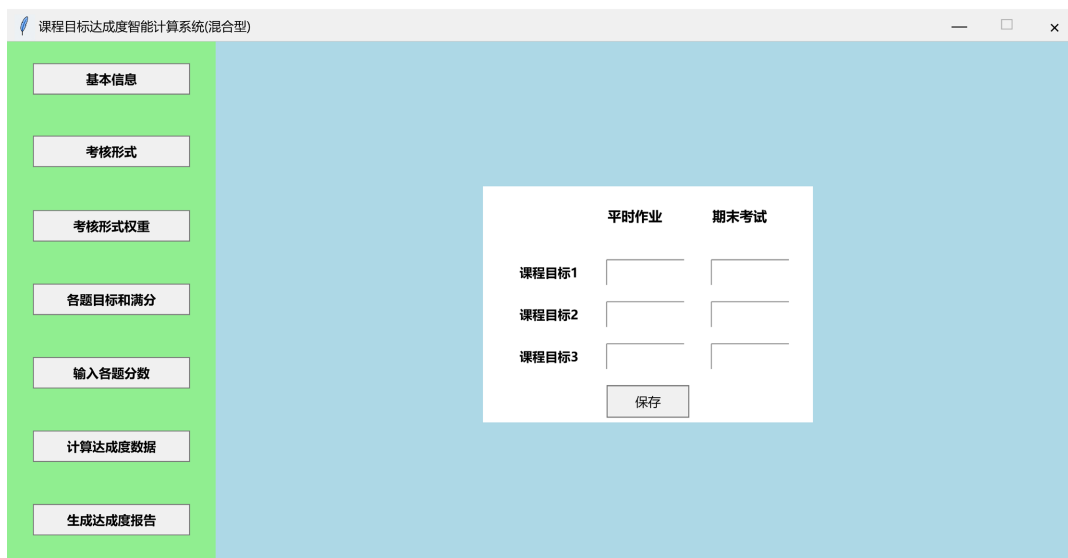 课程目标达成度智能计算系统(混合型)
基本信息
考核形式
考核形式权重
各题目标和满分
输入各题分数
计算达成度数据
生成达成度报告
平时作业 期末考试
课程目标1
课程目标2
课程目标3
保存